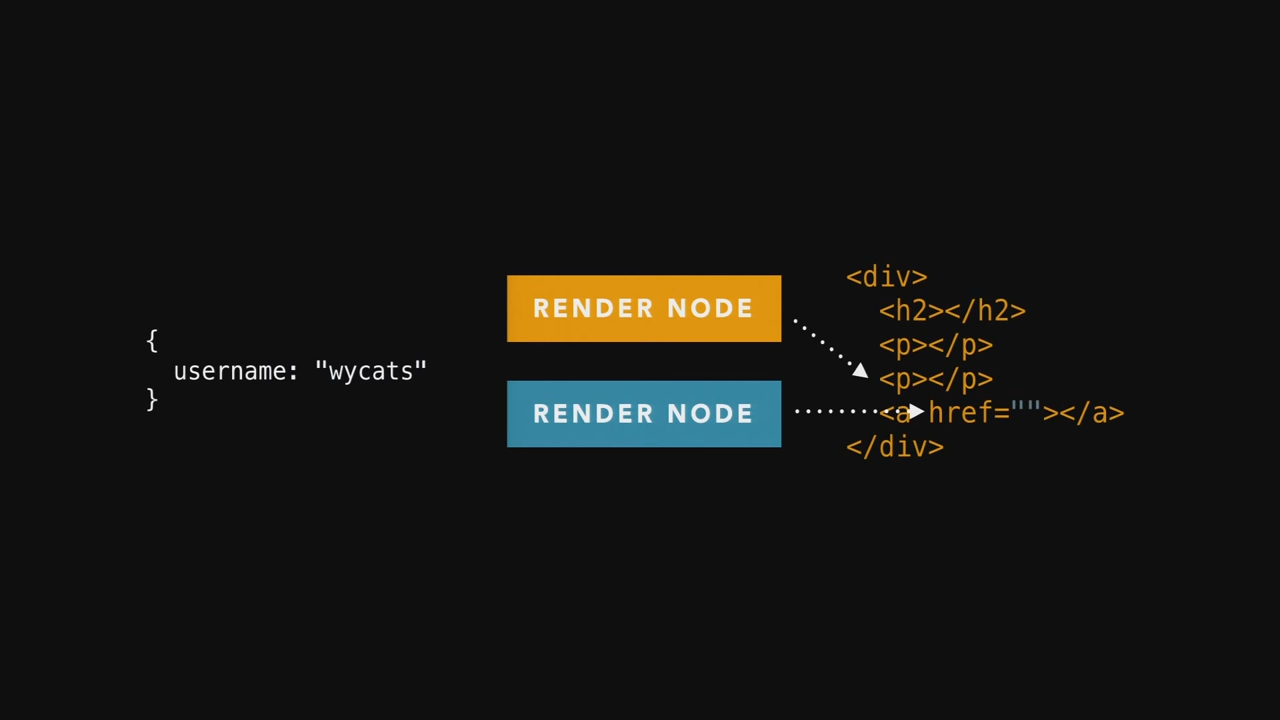 {
  username: "wycats"
}
RENDER NODE
RENDER NODE
<div>
  <h2></h2>
  <p></p>
  <p></p>
  <a href=""></a>
</div>